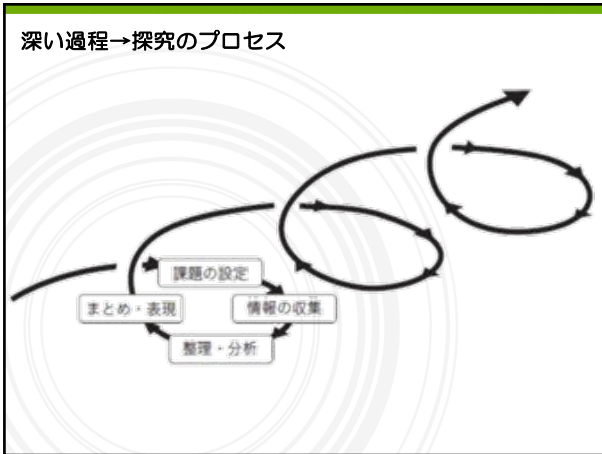 深い過程→探究のプロセス
課題の設定
まとめ・表現
情報の収集
整理・分析